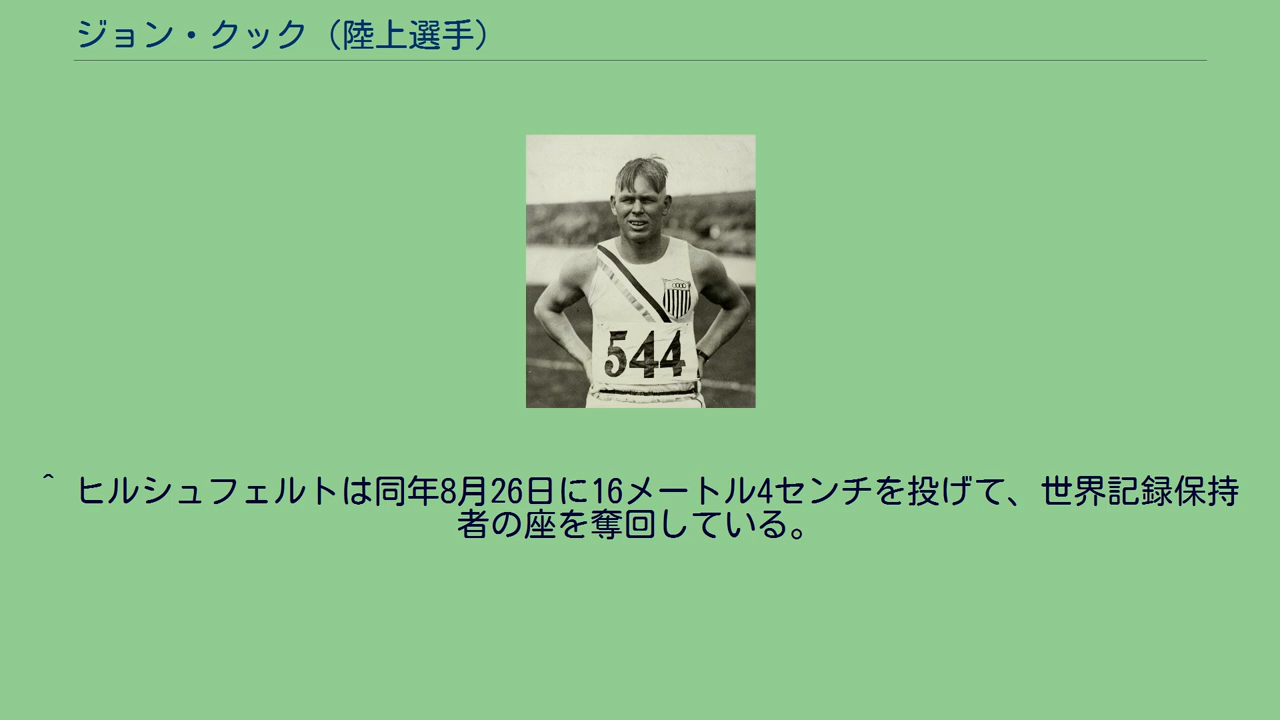 ジョン・クック（陸上選手）
544
^ ヒルシュフェルトは同年8月26日に16メートル4センチを投げて、世界記録保持
者の座を奪回している。